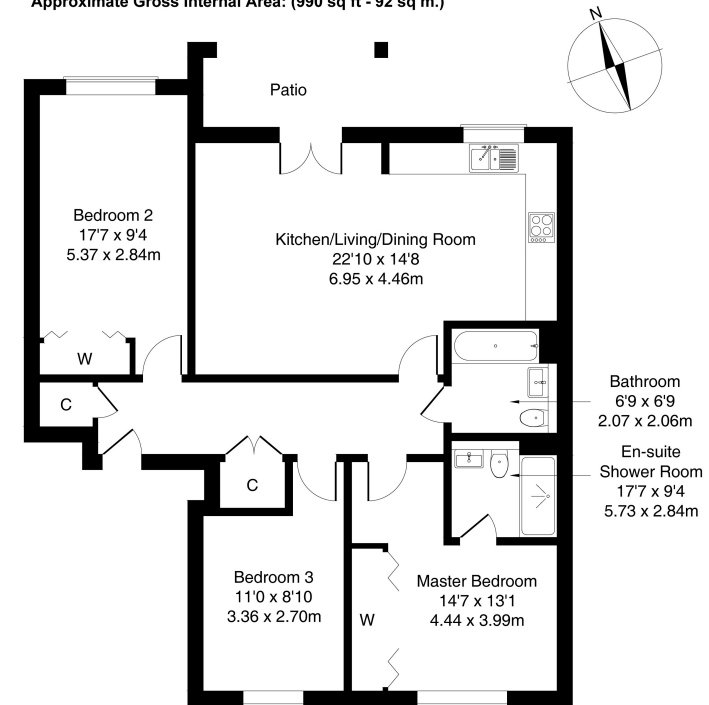 Approximate Gross Internal Area: (990 sq ft - 92 sq m.)
N
Patio
Bedroom 2
17'7 x 9'4
5.37 x 2.84m
Kitchen/Living/Dining Room
22'10 x 14'8
6.95 x 4.46m
W
C
Bathroom
6'9 x 6'9
2.07 x 2.06m
En-suite
Shower Room
17'7 x 9'4
5.73 x 2.84m
C
Bedroom 3
11'0 x 8'10
3.36 x 2.70m
W
Master Bedroom
14'7 x 13'1
4.44 x 3.99m